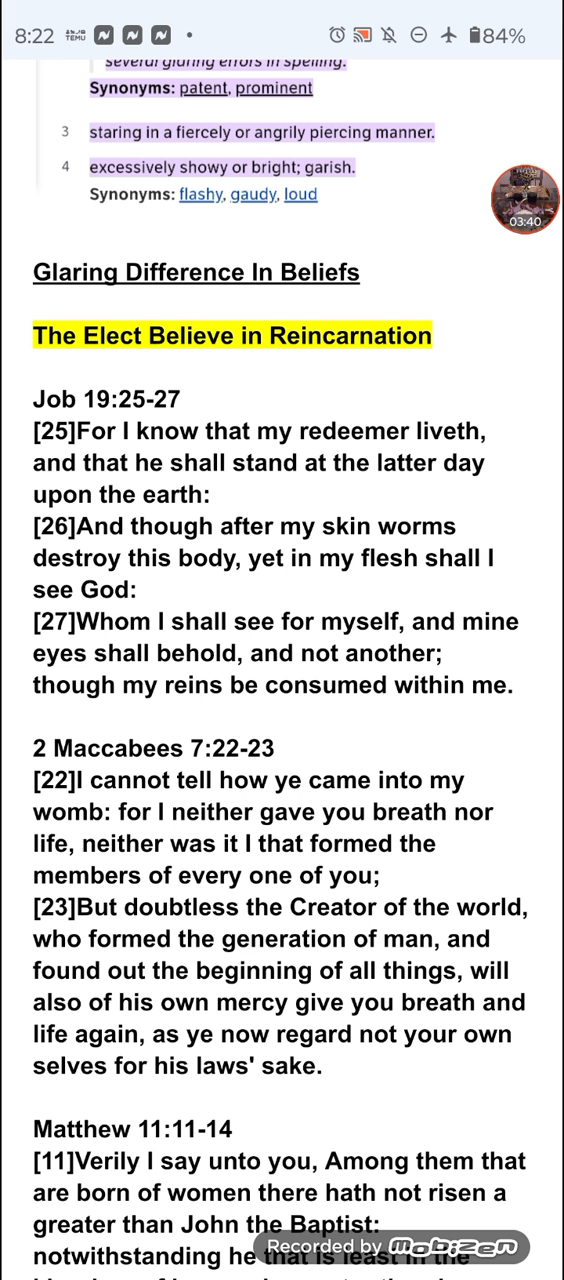 8:22 TEMU 84%
several glaring errors in spelling.
Synonyms: patent, prominent
3 staring in a fiercely or angrily piercing manner.
4 excessively showy or bright; garish.
Synonyms: flashy, gaudy, loud
03:40
Glaring Difference In Beliefs
The Elect Believe in Reincarnation
Job 19:25-27
[25]For I know that my redeemer liveth,
and that he shall stand at the latter day
upon the earth:
[26]And though after my skin worms
destroy this body, yet in my flesh shall I
see God:
[27]Whom I shall see for myself, and mine
eyes shall behold, and not another;
though my reins be consumed within me.
2 Maccabees 7:22-23
[22]I cannot tell how ye came into my
womb: for I neither gave you breath nor
life, neither was it I that formed the
members of every one of you;
[23]But doubtless the Creator of the world,
who formed the generation of man, and
found out the beginning of all things, will
also of his own mercy give you breath and
life again, as ye now regard not your own
selves for his laws' sake.
Matthew 11:11-14
[11]Verily I say unto you, Among them that
are born of women there hath not risen a
greater than John the Baptist:
notwithstanding he that is least in the
Recorded by mobizen